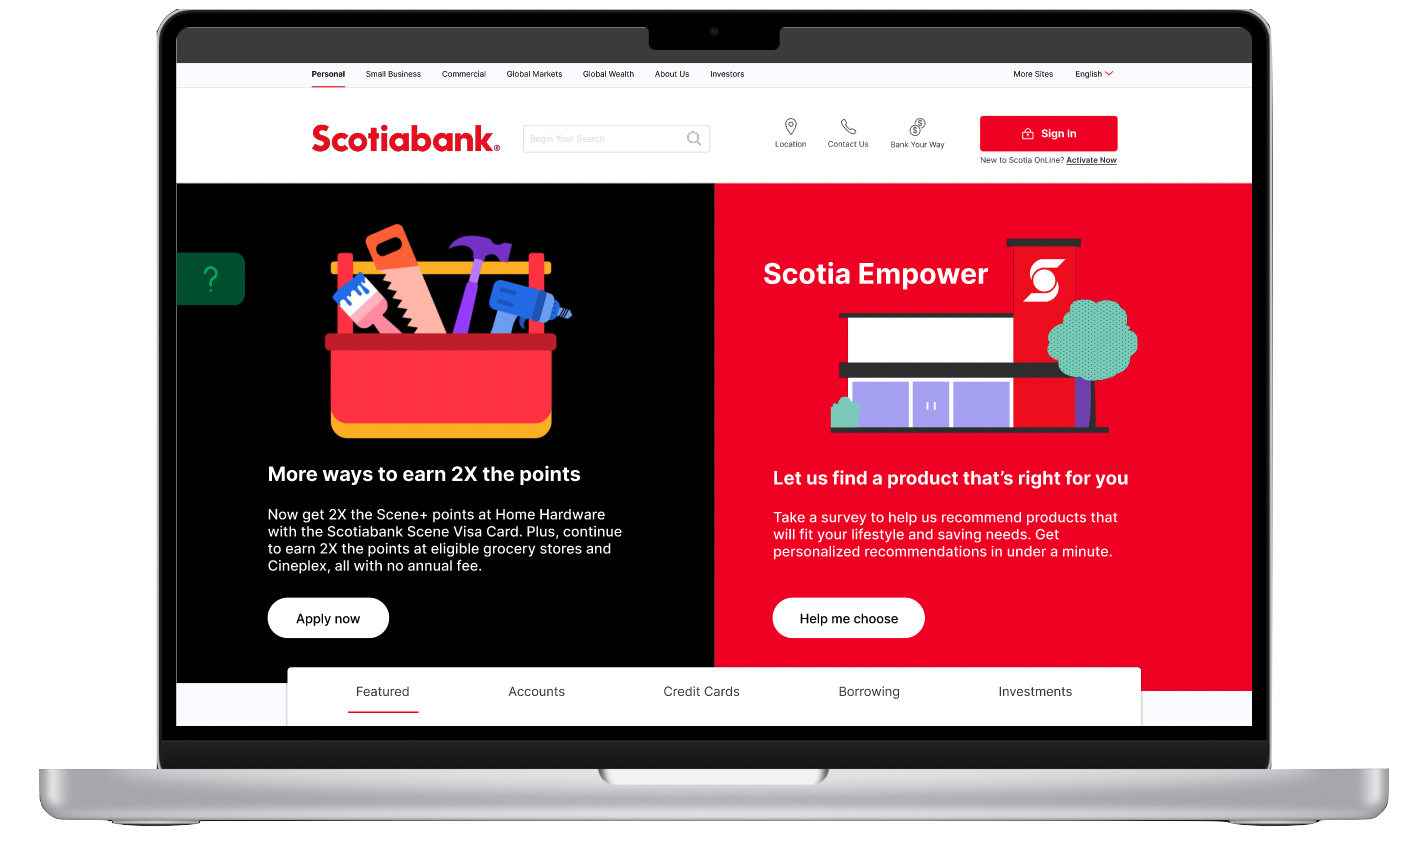 Personal Small Business Commercial Global Markets Global Wealth About Us Investors More Sites English
Scotiabank®
Begin Your Search
Location Contact Us Bank Your Way
Sign In
New to Scotia OnLine? Activate Now
?
More ways to earn 2X the points
Now get 2X the Scene+ points at Home Hardware
with the Scotiabank Scene Visa Card. Plus, continue
to earn 2X the points at eligible grocery stores and
Cineplex, all with no annual fee.
Apply now
Scotia Empower
Let us find a product that’s right for you
Take a survey to help us recommend products that
will fit your lifestyle and saving needs. Get
personalized recommendations in under a minute.
Help me choose
Featured Accounts Credit Cards Borrowing Investments